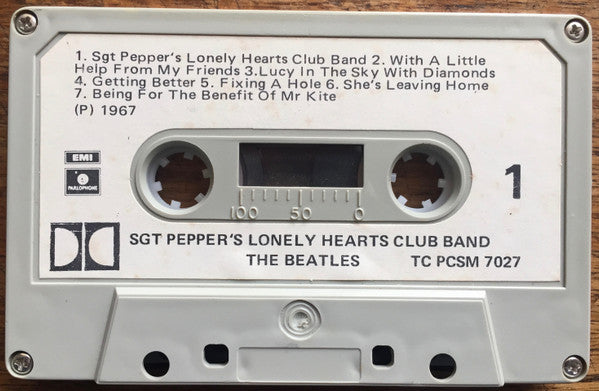 1. Sgt Pepper's Lonely Hearts Club Band 2. With A Little
Help From My Friends 3.Lucy In The Sky With Diamonds
4. Getting Better 5. Fixing A Hole 6. She's Leaving Home
7. Being For The Benefit Of Mr Kite
(P) 1967
EMI
PARLOPHONE
1
100 50 0
SGT PEPPER'S LONELY HEARTS CLUB BAND
THE BEATLES TC PCSM 7027